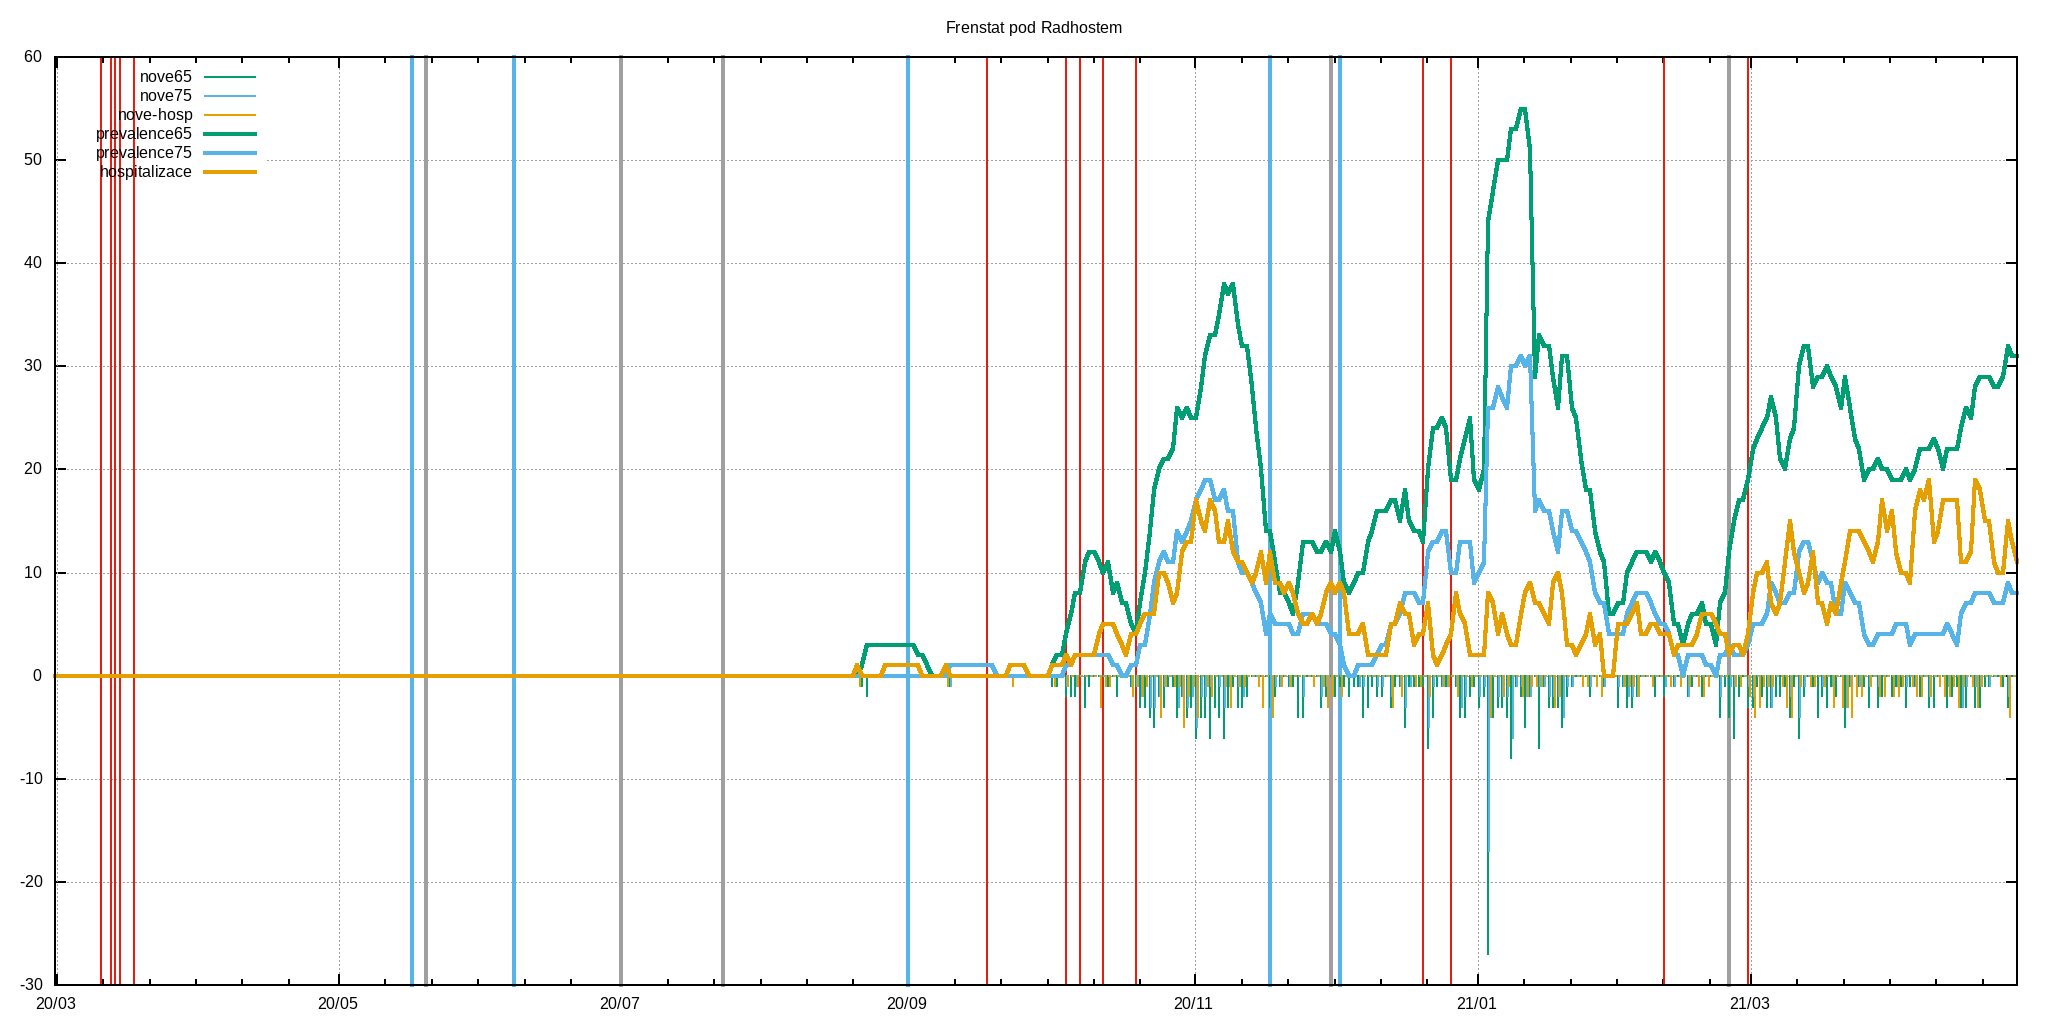 Frenstat pod Radhostem
60
50
40
30
20
10
0
-10
-20
-30
nove65
nove75
nove-hosp
prevalence65
prevalence75
hospitalizace
20/03 20/05 20/07 20/09 20/11 21/01 21/03